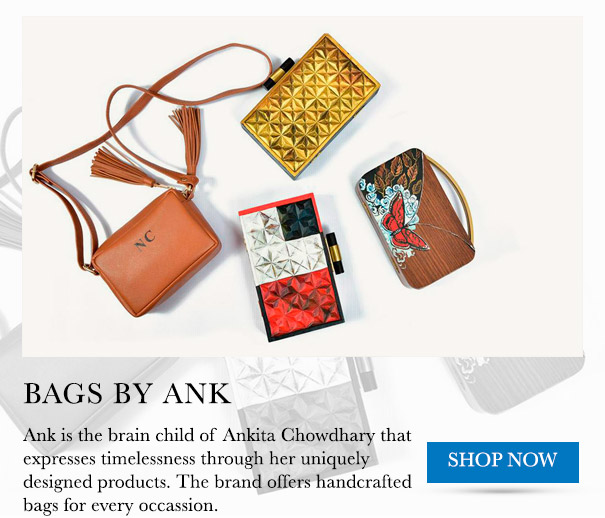 NC
BAGS BY ANK
Ank is the brain child of Ankita Chowdhary that
expresses timelessness through her uniquely
designed products. The brand offers handcrafted
bags for every occassion.
SHOP NOW